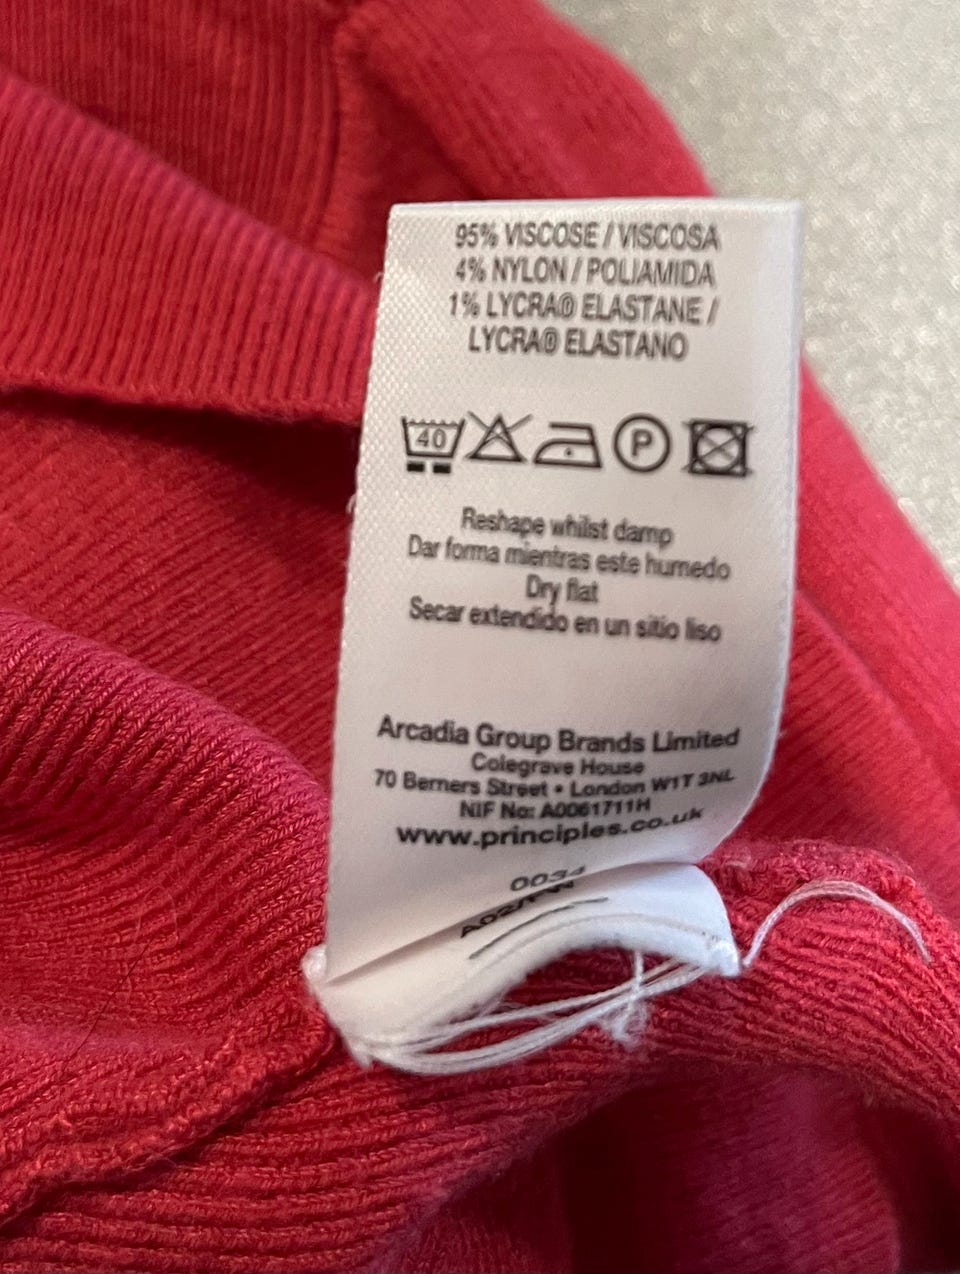 95% VISCOSE / VISCOSA
4% NYLON / POLIAMIDA
1% LYCRA® ELASTANE /
LYCRA® ELASTANO
40
P
Reshape whilst damp
Dar forma mientras este humedo
Dry flat
Secar extendido en un sitio liso
Arcadia Group Brands Limited
Colegrave House
70 Berners Street • London W1T 3NL
NIF No: A0061711H
www.principles.co.uk
0034